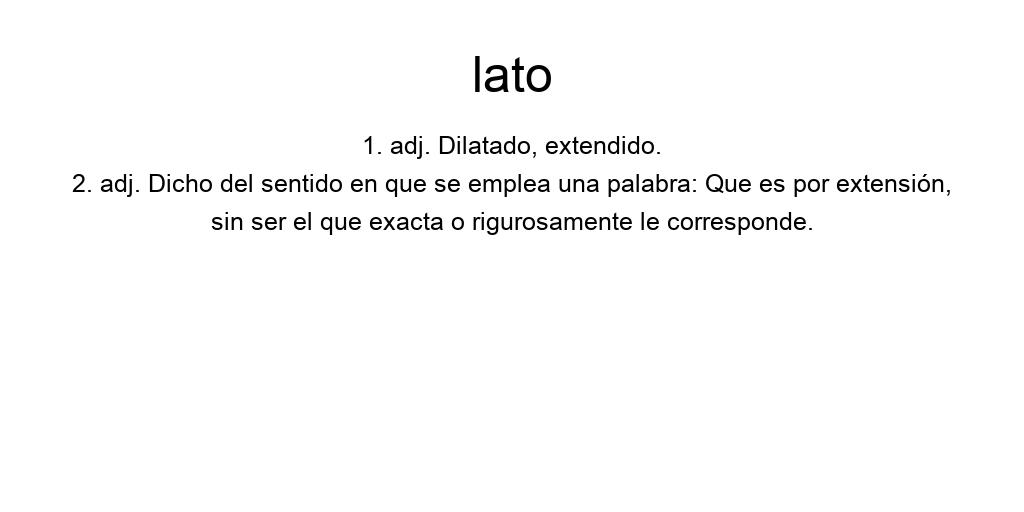 lato
1. adj. Dilatado, extendido.
2. adj. Dicho del sentido en que se emplea una palabra: Que es por extensión,
sin ser el que exacta o rigurosamente le corresponde.